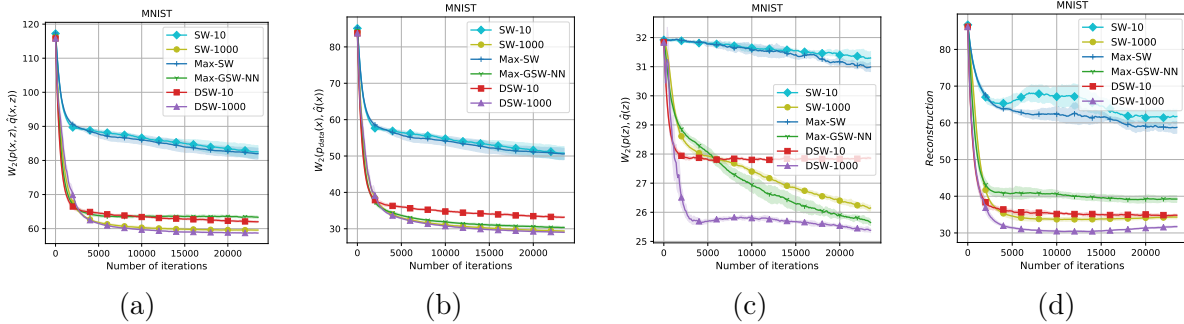 MNIST
120
110
100
90
80
70
60
0
5000
10000
15000
20000
W₂(p(x, z), q̂(x, z))
Number of iterations
SW-10
SW-1000
Max-SW
Max-GSW-NN
DSW-10
DSW-1000
(a)
MNIST
80
70
60
50
40
30
0
5000
10000
15000
20000
W₂(p_data(x), q̂(x))
Number of iterations
SW-10
SW-1000
Max-SW
Max-GSW-NN
DSW-10
DSW-1000
(b)
MNIST
32
31
30
29
28
27
26
25
0
5000
10000
15000
20000
W₂(p(z), q̂(z))
Number of iterations
SW-10
SW-1000
Max-SW
Max-GSW-NN
DSW-10
DSW-1000
(c)
MNIST
80
70
60
50
40
30
0
5000
10000
15000
20000
Reconstruction
Number of iterations
SW-10
SW-1000
Max-SW
Max-GSW-NN
DSW-10
DSW-1000
(d)